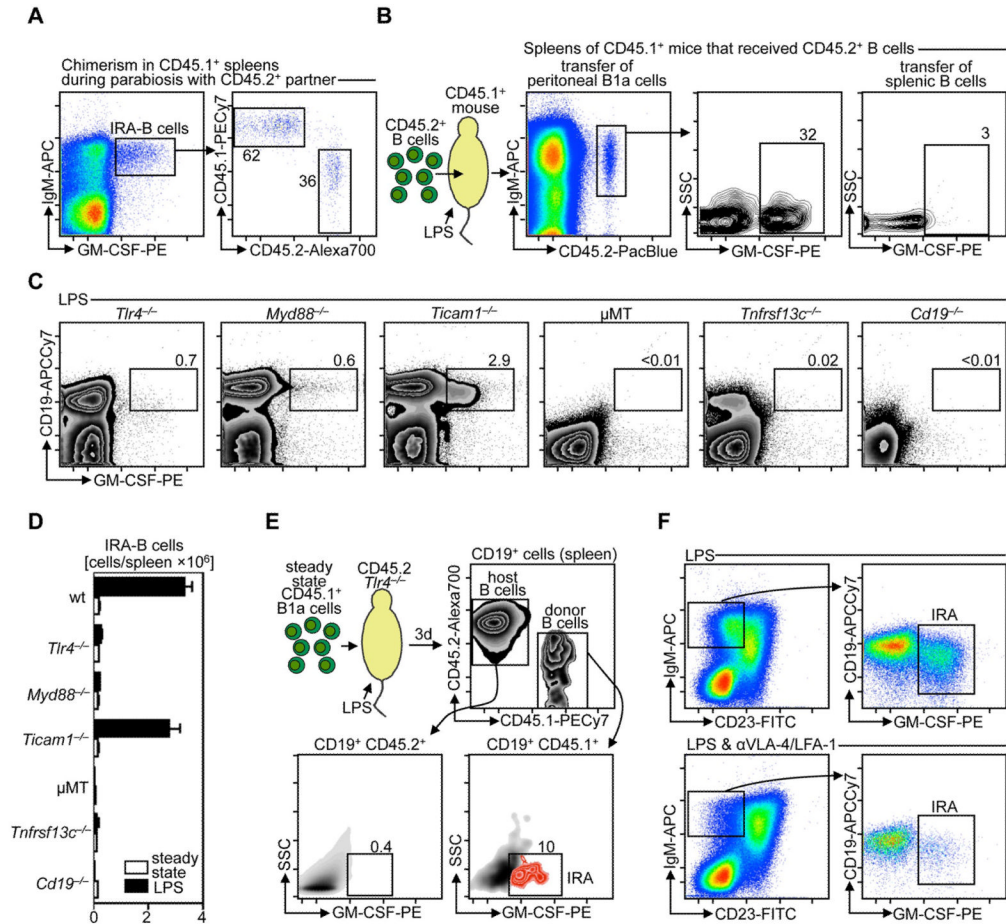 A
Chimerism in CD45.1⁺ spleens
during parabiosis with CD45.2⁺ partner
IRA-B cells
IgM-APC
GM-CSF-PE
CD45.1-PECy7
62
36
CD45.2-Alexa700
B
Spleens of CD45.1⁺ mice that received CD45.2⁺ B cells
CD45.2⁺
B cells
CD45.1⁺
mouse
LPS
transfer of
peritoneal B1a cells
IgM-APC
CD45.2-PacBlue
32
SSC
GM-CSF-PE
transfer of
splenic B cells
3
SSC
GM-CSF-PE
C
LPS
Tlr4⁻/⁻
Myd88⁻/⁻
Ticam1⁻/⁻
µMT
Tnfrsf13c⁻/⁻
Cd19⁻/⁻
0.7
0.6
2.9
<0.01
0.02
<0.01
CD19-APCCy7
GM-CSF-PE
D
IRA-B cells
[cells/spleen ×10⁶]
wt
Tlr4⁻/⁻
Myd88⁻/⁻
Ticam1⁻/⁻
µMT
Tnfrsf13c⁻/⁻
Cd19⁻/⁻
steady
state
LPS
0 2 4
E
steady
state
CD45.1⁺
B1a cells
CD45.2
Tlr4⁻/⁻
LPS
3d
CD19⁺ cells (spleen)
host
B cells
donor
B cells
CD45.2-Alexa700
CD45.1-PECy7
CD19⁺ CD45.2⁺
0.4
SSC
GM-CSF-PE
CD19⁺ CD45.1⁺
10
IRA
SSC
GM-CSF-PE
F
LPS
IgM-APC
CD23-FITC
IRA
CD19-APCCy7
GM-CSF-PE
LPS & αVLA-4/LFA-1
IgM-APC
CD23-FITC
IRA
CD19-APCCy7
GM-CSF-PE